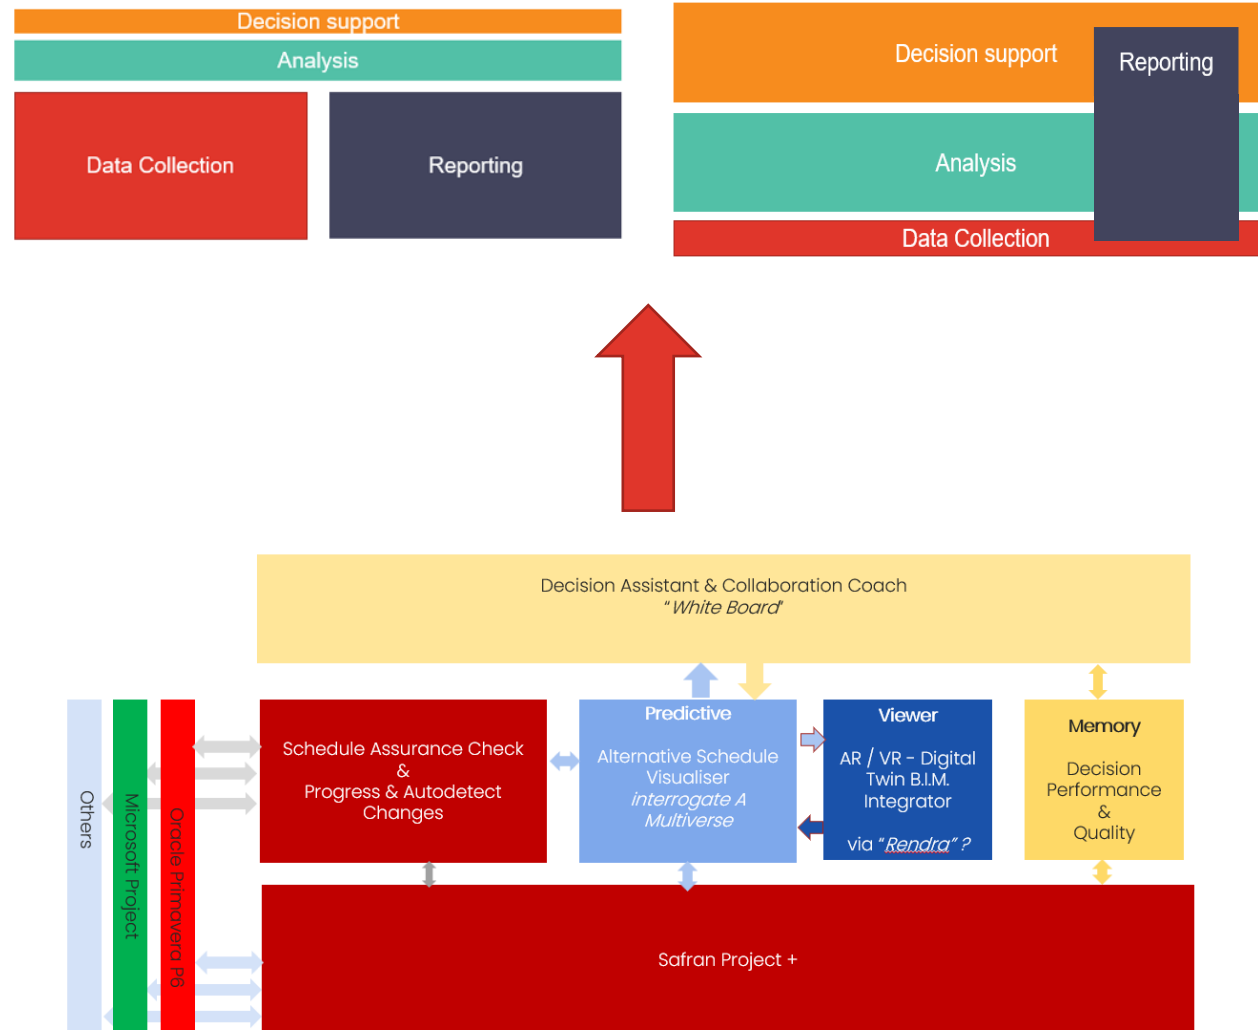 Decision support
Analysis
Data Collection
Reporting
Decision support
Reporting
Analysis
Data Collection
Decision Assistant & Collaboration Coach
“White Board”
Others
Microsoft Project
Oracle Primavera P6
Schedule Assurance Check
&
Progress & Autodetect
Changes
Predictive
Alternative Schedule
Visualiser
interrogate A
Multiverse
Viewer
AR / VR - Digital
Twin B.I.M.
Integrator
via “Rendra” ?
Memory
Decision
Performance
&
Quality
Safran Project +